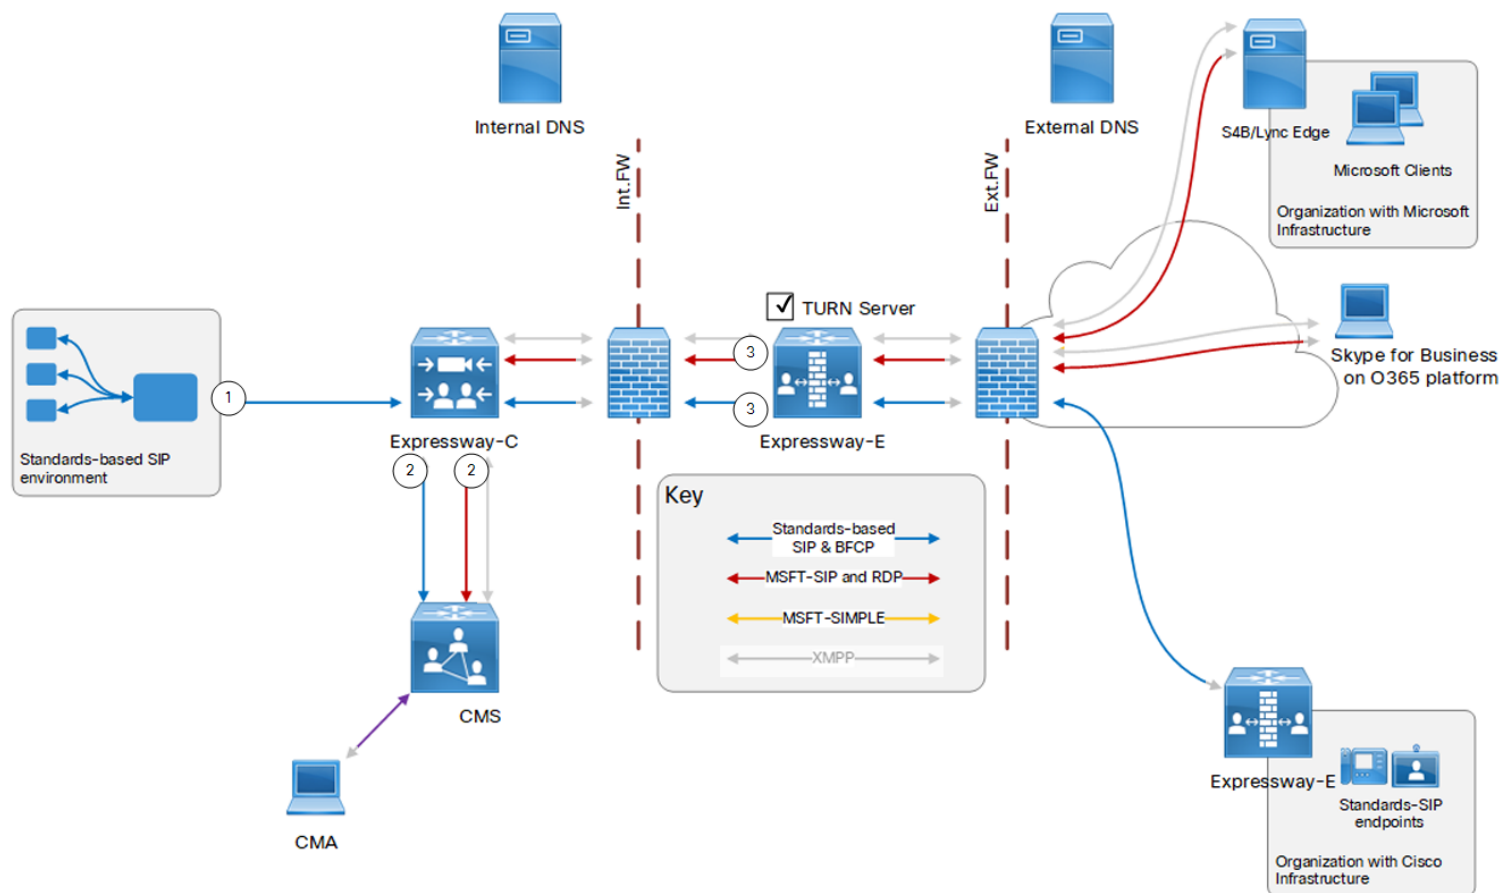 Internal DNS
External DNS
S4B/Lync Edge
Microsoft Clients
Organization with Microsoft
Infrastructure
Int.FW
Ext.FW
TURN Server
Skype for Business
on O365 platform
1
3
3
Expressway-C
Expressway-E
Standards-based SIP
environment
2
2
Key
Standards-based
SIP & BFCP
MSFT-SIP and RDP
MSFT-SIMPLE
XMPP
CMS
CMA
Expressway-E
Standards-SIP
endpoints
Organization with Cisco
Infrastructure